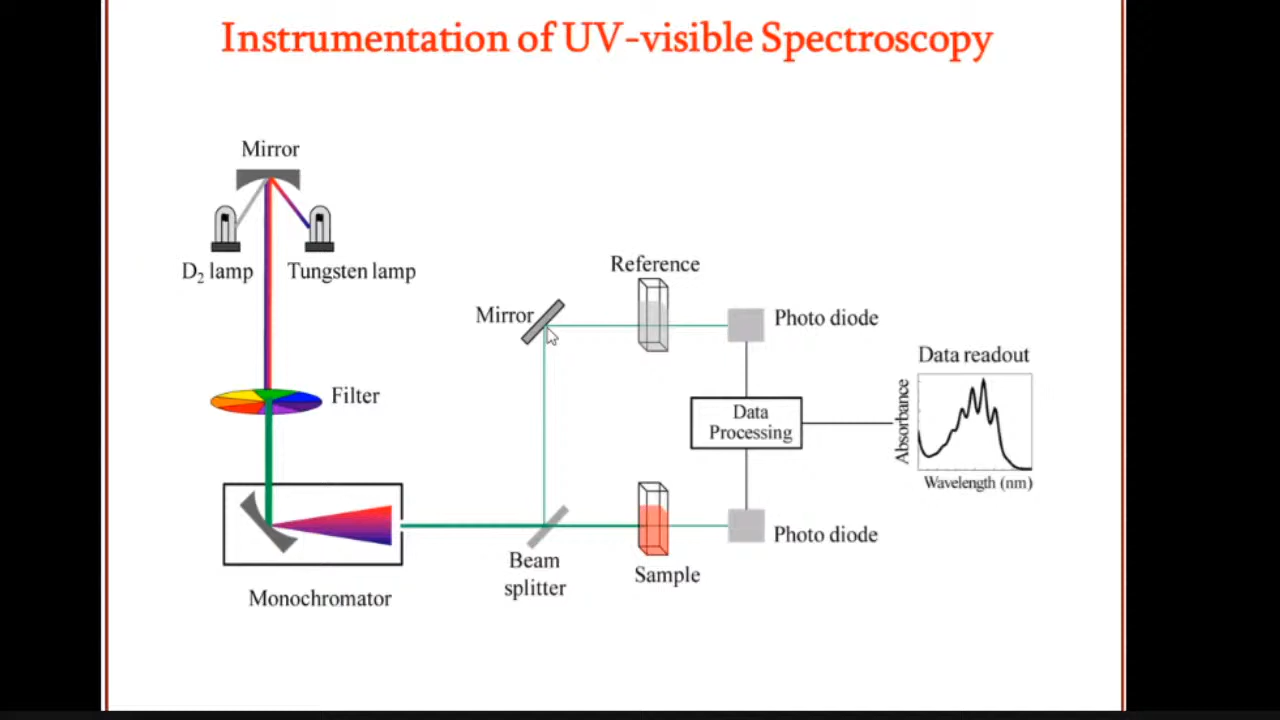 Instrumentation of UV-visible Spectroscopy
Mirror
D₂ lamp
Tungsten lamp
Filter
Monochromator
Mirror
Beam
splitter
Reference
Sample
Photo diode
Data
Processing
Photo diode
Data readout
Absorbance
Wavelength (nm)